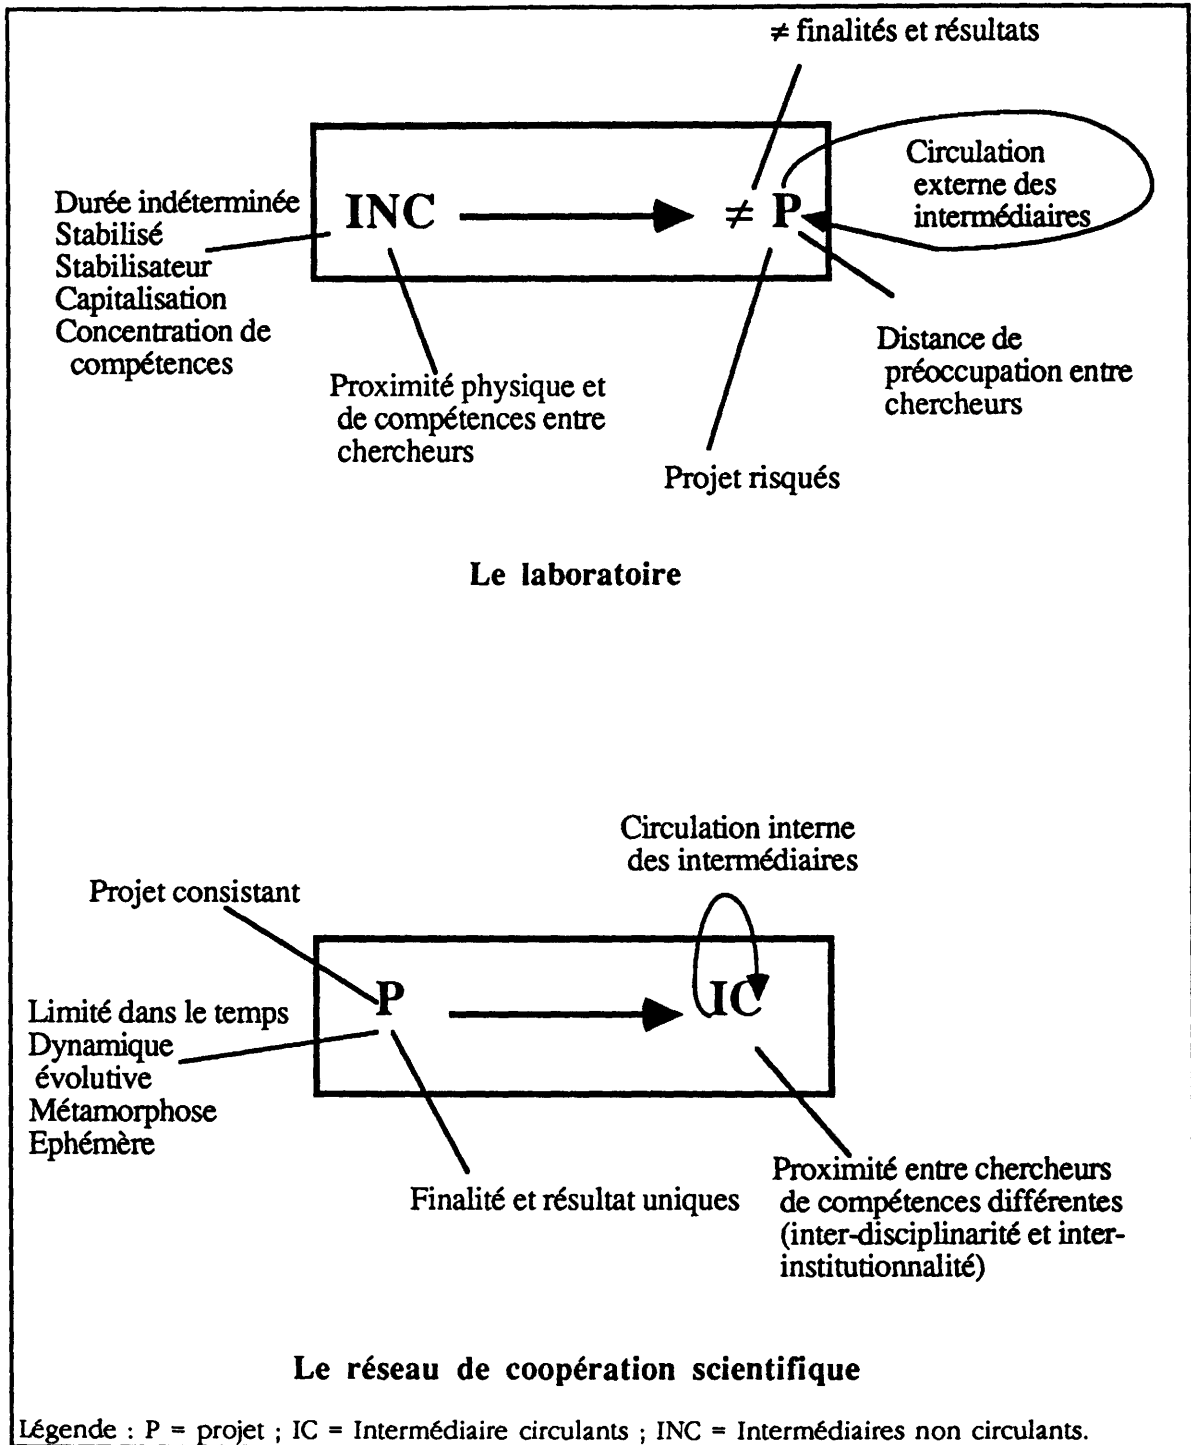 ≠ finalités et résultats
Circulation
externe des
intermédiaires
Durée indéterminée
Stabilisé
Stabilisateur
Capitalisation
Concentration de
compétences
INC
≠ P
Proximité physique et
de compétences entre
chercheurs
Distance de
préoccupation entre
chercheurs
Projet risqués
Le laboratoire
Circulation interne
des intermédiaires
Projet consistant
P
IC
Limité dans le temps
Dynamique
évolutive
Métamorphose
Ephémère
Finalité et résultat uniques
Proximité entre chercheurs
de compétences différentes
(inter-disciplinarité et inter-
institutionnalité)
Le réseau de coopération scientifique
Légende : P = projet ; IC = Intermédiaire circulants ; INC = Intermédiaires non circulants.